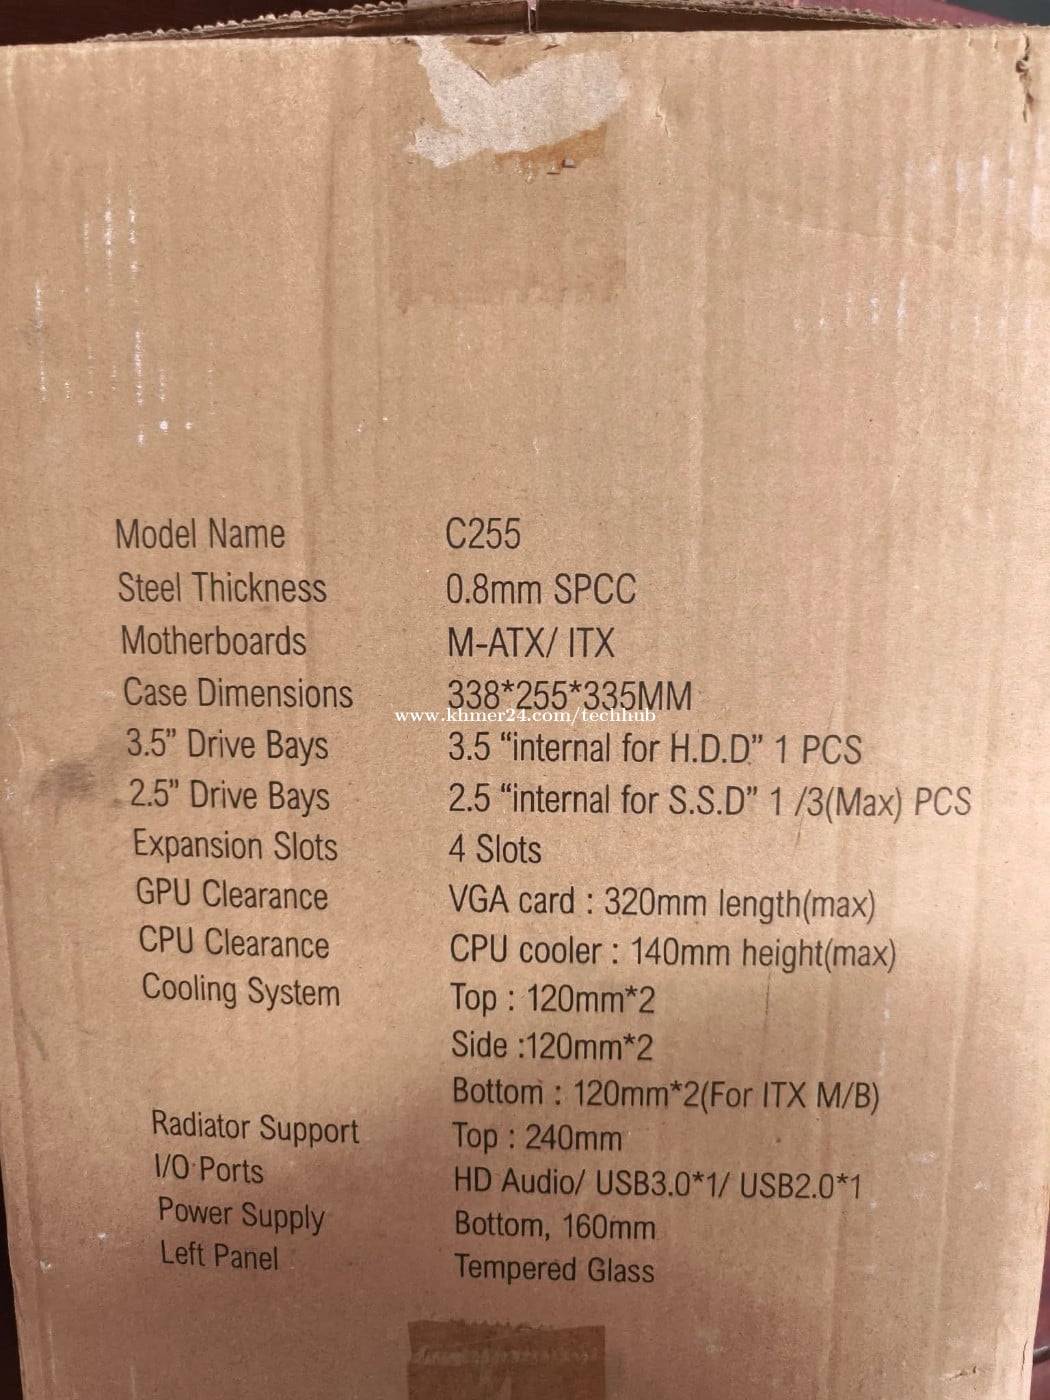 Model Name C255
Steel Thickness 0.8mm SPCC
Motherboards M-ATX/ ITX
Case Dimensions 338*255*335MM
www.khmer24.com/techhub
3.5” Drive Bays 3.5 “internal for H.D.D” 1 PCS
2.5” Drive Bays 2.5 “internal for S.S.D” 1 /3(Max) PCS
Expansion Slots 4 Slots
GPU Clearance VGA card : 320mm length(max)
CPU Clearance CPU cooler : 140mm height(max)
Cooling System Top : 120mm*2
Side :120mm*2
Bottom : 120mm*2(For ITX M/B)
Radiator Support Top : 240mm
I/O Ports HD Audio/ USB3.0*1/ USB2.0*1
Power Supply Bottom, 160mm
Left Panel Tempered Glass